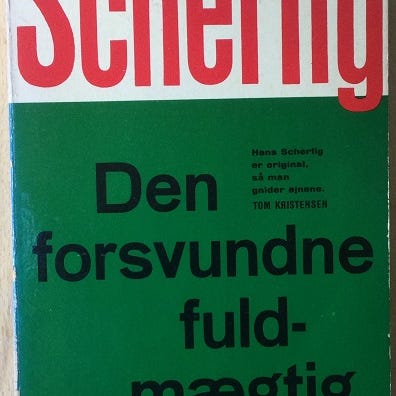 Scherfig
Hans Scherfig
er original,
så man
gnider øjnene.
TOM KRISTENSEN
Den
forsvundne
fuld-
mægtig